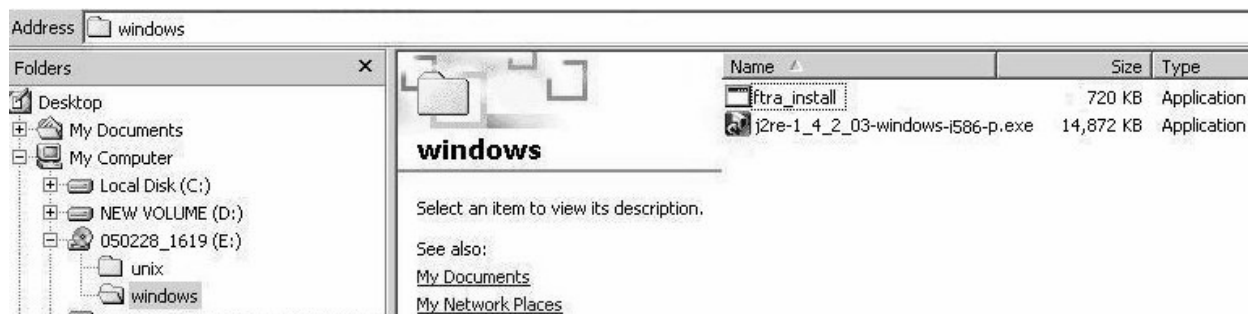 Address windows
Folders
Desktop
My Documents
My Computer
Local Disk (C:)
NEW VOLUME (D:)
050228_1619 (E:)
unix
windows
windows
Select an item to view its description.
See also:
My Documents
My Network Places
Name Size Type
ftra_install 720 KB Application
j2re-1_4_2_03-windows-i586-p.exe 14,872 KB Application